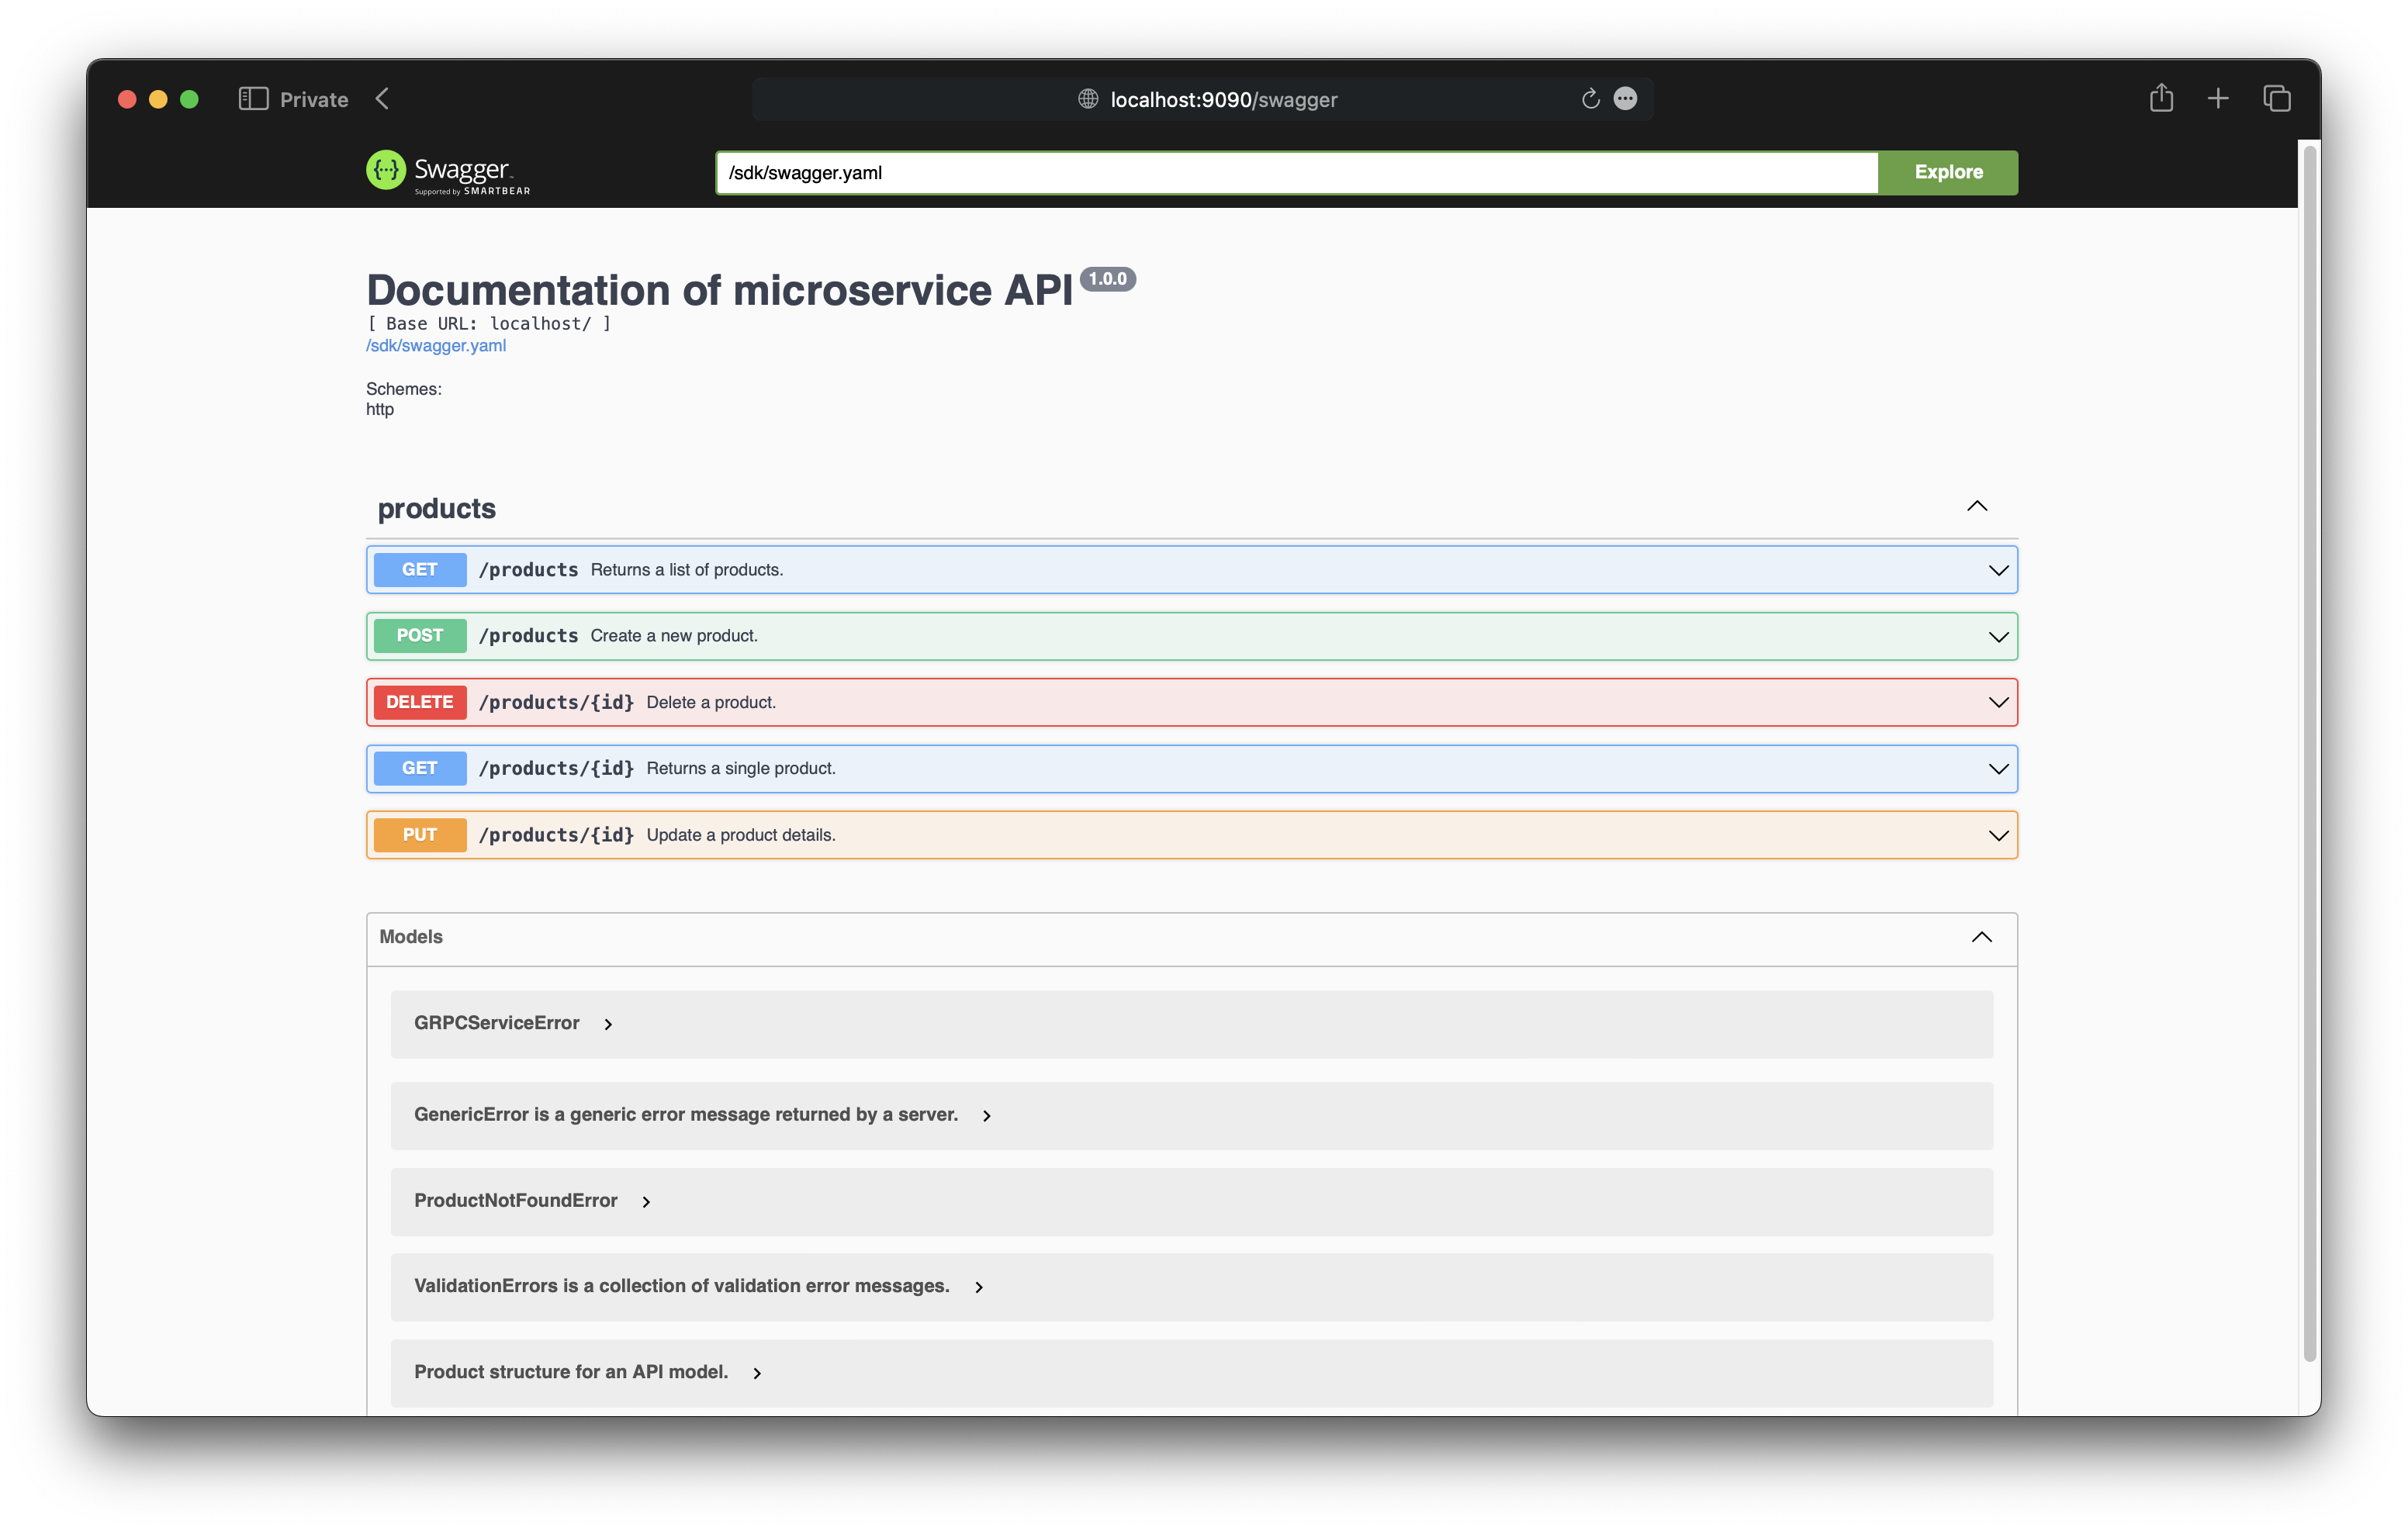 Private
localhost:9090/swagger
Swagger
Supported by SMARTBEAR
/sdk/swagger.yaml
Explore
Documentation of microservice API 1.0.0
[ Base URL: localhost/ ]
/sdk/swagger.yaml
Schemes:
http
products
GET /products Returns a list of products.
POST /products Create a new product.
DELETE /products/{id} Delete a product.
GET /products/{id} Returns a single product.
PUT /products/{id} Update a product details.
Models
GRPCServiceError
GenericError is a generic error message returned by a server.
ProductNotFoundError
ValidationErrors is a collection of validation error messages.
Product structure for an API model.